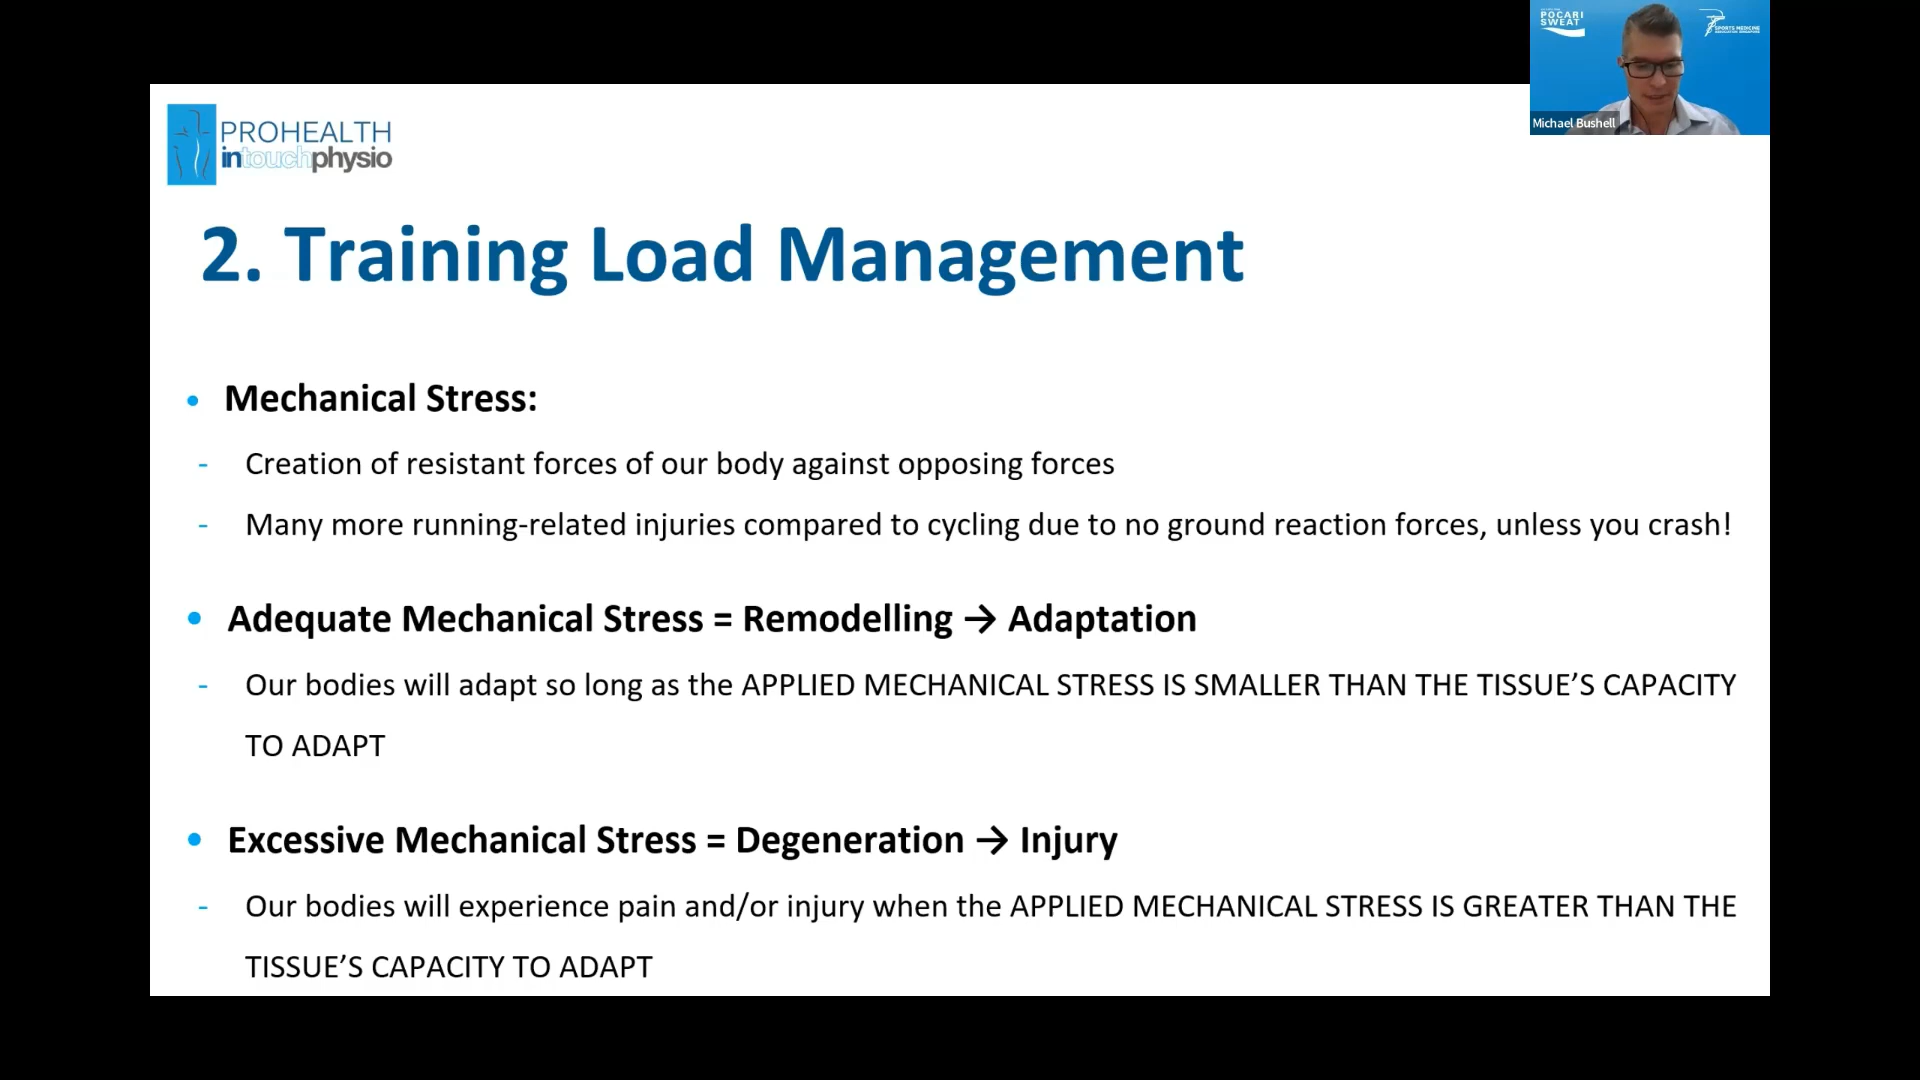 POCARI
SWEAT
SPORTS MEDICINE
ASSOCIATION SINGAPORE
Michael Bushell
PROHEALTH
intouchphysio
2. Training Load Management
• Mechanical Stress:
- Creation of resistant forces of our body against opposing forces
- Many more running-related injuries compared to cycling due to no ground reaction forces, unless you crash!
• Adequate Mechanical Stress = Remodelling → Adaptation
- Our bodies will adapt so long as the APPLIED MECHANICAL STRESS IS SMALLER THAN THE TISSUE’S CAPACITY
TO ADAPT
• Excessive Mechanical Stress = Degeneration → Injury
- Our bodies will experience pain and/or injury when the APPLIED MECHANICAL STRESS IS GREATER THAN THE
TISSUE’S CAPACITY TO ADAPT